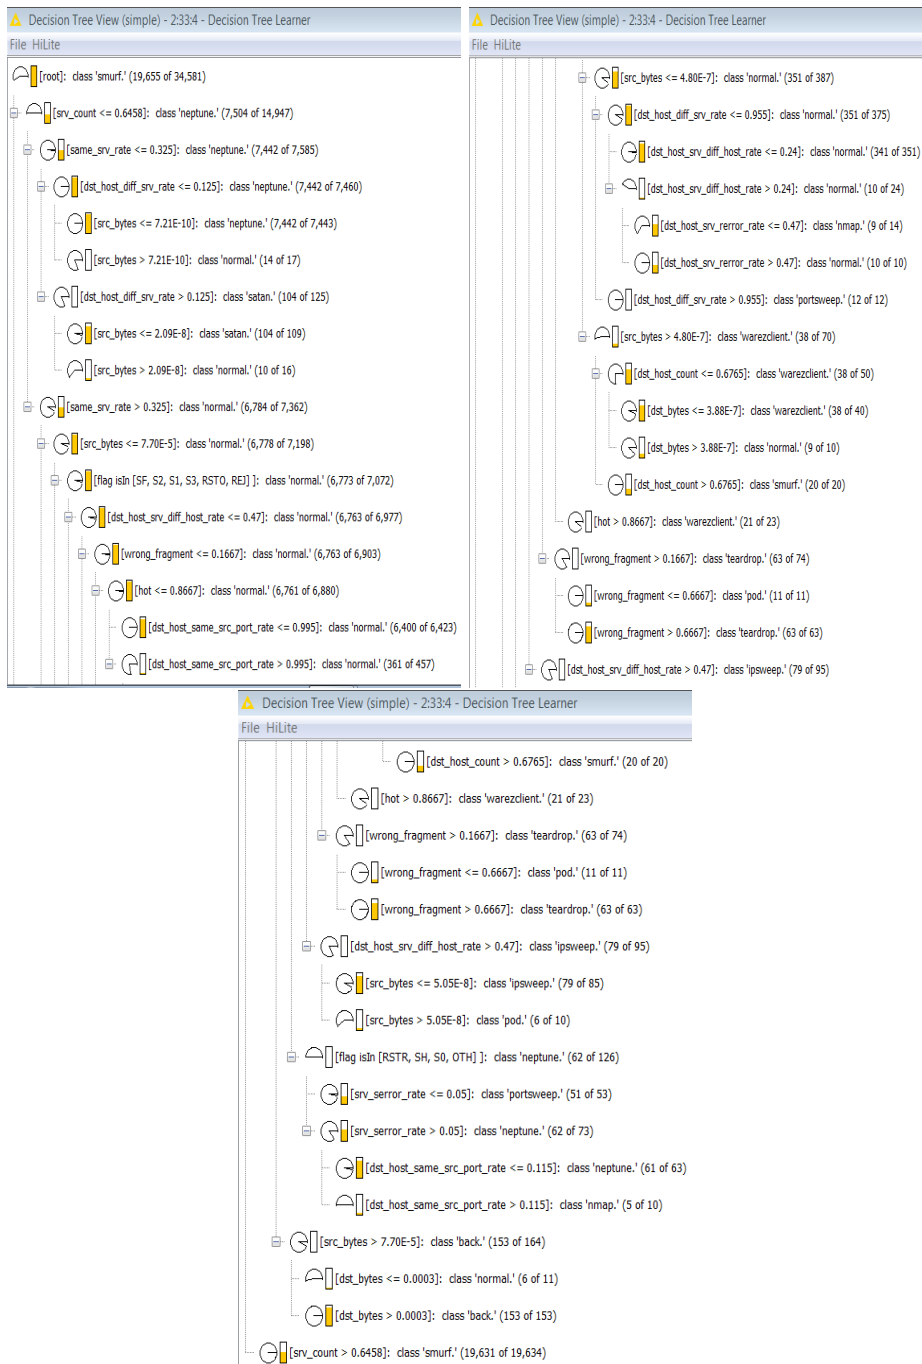 Decision Tree View (simple) - 2:33:4 - Decision Tree Learner
File HiLite
[root]: class 'smurf.' (19,655 of 34,581)
[srv_count <= 0.6458]: class 'neptune.' (7,504 of 14,947)
[same_srv_rate <= 0.325]: class 'neptune.' (7,442 of 7,585)
[dst_host_diff_srv_rate <= 0.125]: class 'neptune.' (7,442 of 7,460)
[src_bytes <= 7.21E-10]: class 'neptune.' (7,442 of 7,443)
[src_bytes > 7.21E-10]: class 'normal.' (14 of 17)
[dst_host_diff_srv_rate > 0.125]: class 'satan.' (104 of 125)
[src_bytes <= 2.09E-8]: class 'satan.' (104 of 109)
[src_bytes > 2.09E-8]: class 'normal.' (10 of 16)
[same_srv_rate > 0.325]: class 'normal.' (6,784 of 7,362)
[src_bytes <= 7.70E-5]: class 'normal.' (6,778 of 7,198)
[flag isIn [SF, S2, S1, S3, RSTO, REJ] ]: class 'normal.' (6,773 of 7,072)
[dst_host_srv_diff_host_rate <= 0.47]: class 'normal.' (6,763 of 6,977)
[wrong_fragment <= 0.1667]: class 'normal.' (6,763 of 6,903)
[hot <= 0.8667]: class 'normal.' (6,761 of 6,880)
[dst_host_same_src_port_rate <= 0.995]: class 'normal.' (6,400 of 6,423)
[dst_host_same_src_port_rate > 0.995]: class 'normal.' (361 of 457)
Decision Tree View (simple) - 2:33:4 - Decision Tree Learner
File HiLite
[src_bytes <= 4.80E-7]: class 'normal.' (351 of 387)
[dst_host_diff_srv_rate <= 0.955]: class 'normal.' (351 of 375)
[dst_host_srv_diff_host_rate <= 0.24]: class 'normal.' (341 of 351)
[dst_host_srv_diff_host_rate > 0.24]: class 'normal.' (10 of 24)
[dst_host_srv_rerror_rate <= 0.47]: class 'nmap.' (9 of 14)
[dst_host_srv_rerror_rate > 0.47]: class 'normal.' (10 of 10)
[dst_host_diff_srv_rate > 0.955]: class 'portsweep.' (12 of 12)
[src_bytes > 4.80E-7]: class 'warezclient.' (38 of 70)
[dst_host_count <= 0.6765]: class 'warezclient.' (38 of 50)
[dst_bytes <= 3.88E-7]: class 'warezclient.' (38 of 40)
[dst_bytes > 3.88E-7]: class 'normal.' (9 of 10)
[dst_host_count > 0.6765]: class 'smurf.' (20 of 20)
[hot > 0.8667]: class 'warezclient.' (21 of 23)
[wrong_fragment > 0.1667]: class 'teardrop.' (63 of 74)
[wrong_fragment <= 0.6667]: class 'pod.' (11 of 11)
[wrong_fragment > 0.6667]: class 'teardrop.' (63 of 63)
[dst_host_srv_diff_host_rate > 0.47]: class 'ipsweep.' (79 of 95)
Decision Tree View (simple) - 2:33:4 - Decision Tree Learner
File HiLite
[dst_host_count > 0.6765]: class 'smurf.' (20 of 20)
[hot > 0.8667]: class 'warezclient.' (21 of 23)
[wrong_fragment > 0.1667]: class 'teardrop.' (63 of 74)
[wrong_fragment <= 0.6667]: class 'pod.' (11 of 11)
[wrong_fragment > 0.6667]: class 'teardrop.' (63 of 63)
[dst_host_srv_diff_host_rate > 0.47]: class 'ipsweep.' (79 of 95)
[src_bytes <= 5.05E-8]: class 'ipsweep.' (79 of 85)
[src_bytes > 5.05E-8]: class 'pod.' (6 of 10)
[flag isIn [RSTR, SH, S0, OTH] ]: class 'neptune.' (62 of 126)
[srv_serror_rate <= 0.05]: class 'portsweep.' (51 of 53)
[srv_serror_rate > 0.05]: class 'neptune.' (62 of 73)
[dst_host_same_src_port_rate <= 0.115]: class 'neptune.' (61 of 63)
[dst_host_same_src_port_rate > 0.115]: class 'nmap.' (5 of 10)
[src_bytes > 7.70E-5]: class 'back.' (153 of 164)
[dst_bytes <= 0.0003]: class 'normal.' (6 of 11)
[dst_bytes > 0.0003]: class 'back.' (153 of 153)
[srv_count > 0.6458]: class 'smurf.' (19,631 of 19,634)